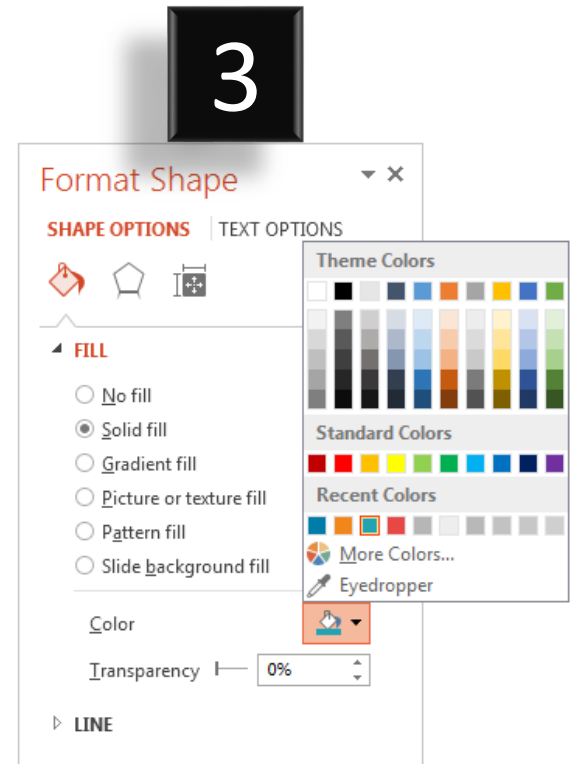 3
Format Shape
SHAPE OPTIONS TEXT OPTIONS
Theme Colors
FILL
No fill
Solid fill
Standard Colors
Gradient fill
Recent Colors
Picture or texture fill
Pattern fill
More Colors...
Slide background fill
Eyedropper
Color
Transparency 0%
LINE